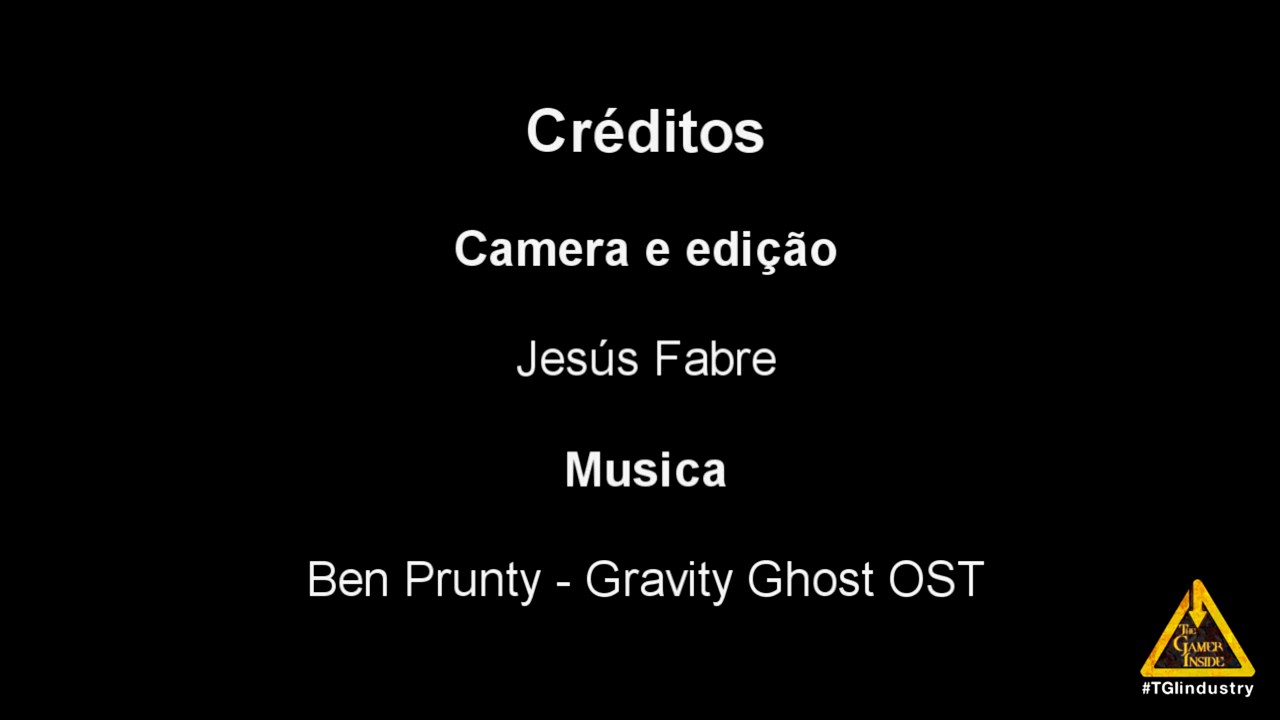 Créditos
Camera e edição
Jesús Fabre
Musica
Ben Prunty - Gravity Ghost OST
THE
GAMER
INSIDE
#TGIindustry